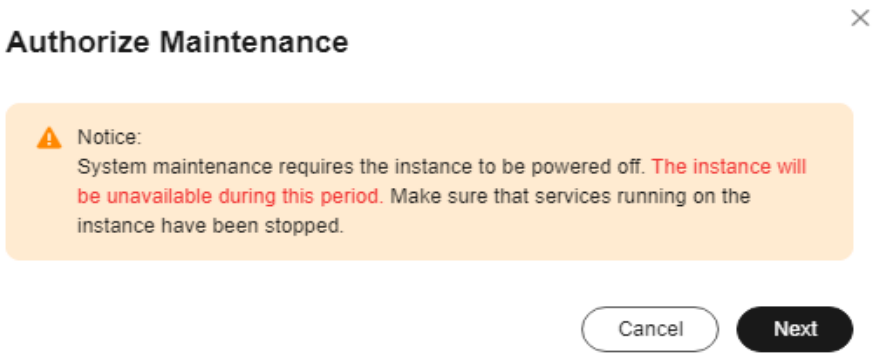 Authorize Maintenance
Notice:
System maintenance requires the instance to be powered off. The instance will
be unavailable during this period. Make sure that services running on the
instance have been stopped.
Cancel
Next